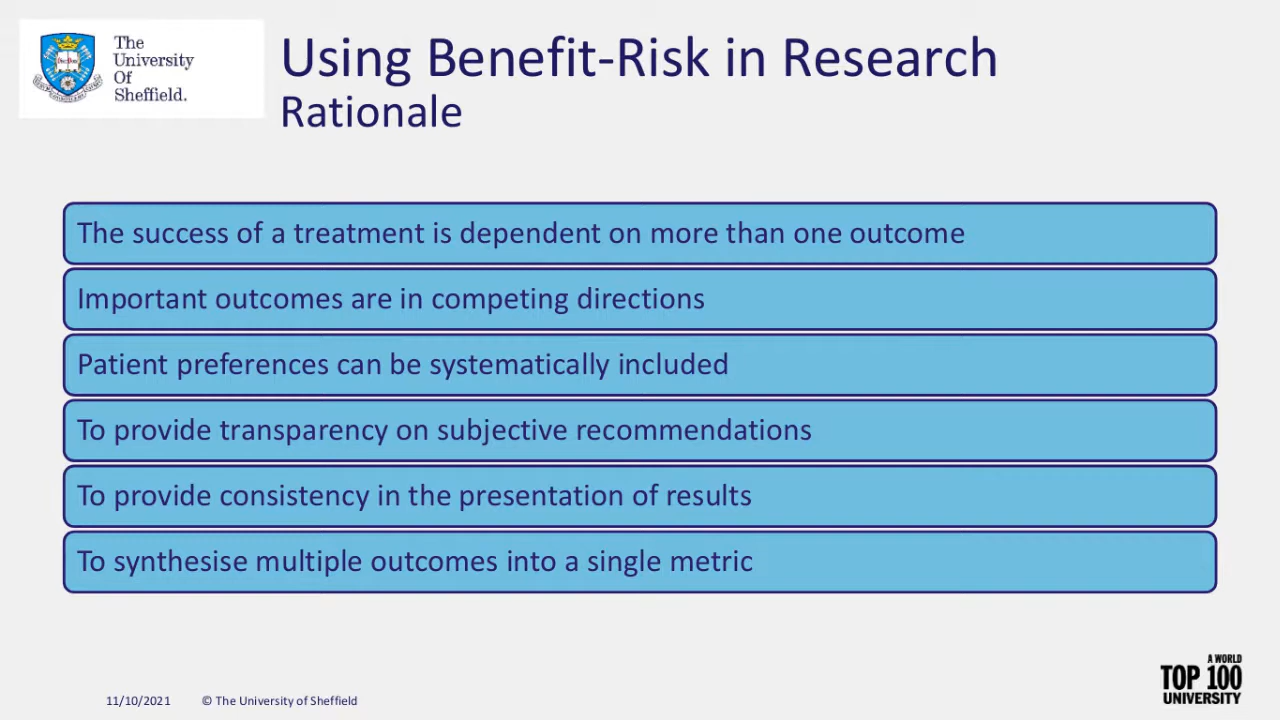 The
University
Of
Sheffield.
Using Benefit-Risk in Research
Rationale
The success of a treatment is dependent on more than one outcome
Important outcomes are in competing directions
Patient preferences can be systematically included
To provide transparency on subjective recommendations
To provide consistency in the presentation of results
To synthesise multiple outcomes into a single metric
11/10/2021 © The University of Sheffield
A WORLD
TOP 100
UNIVERSITY